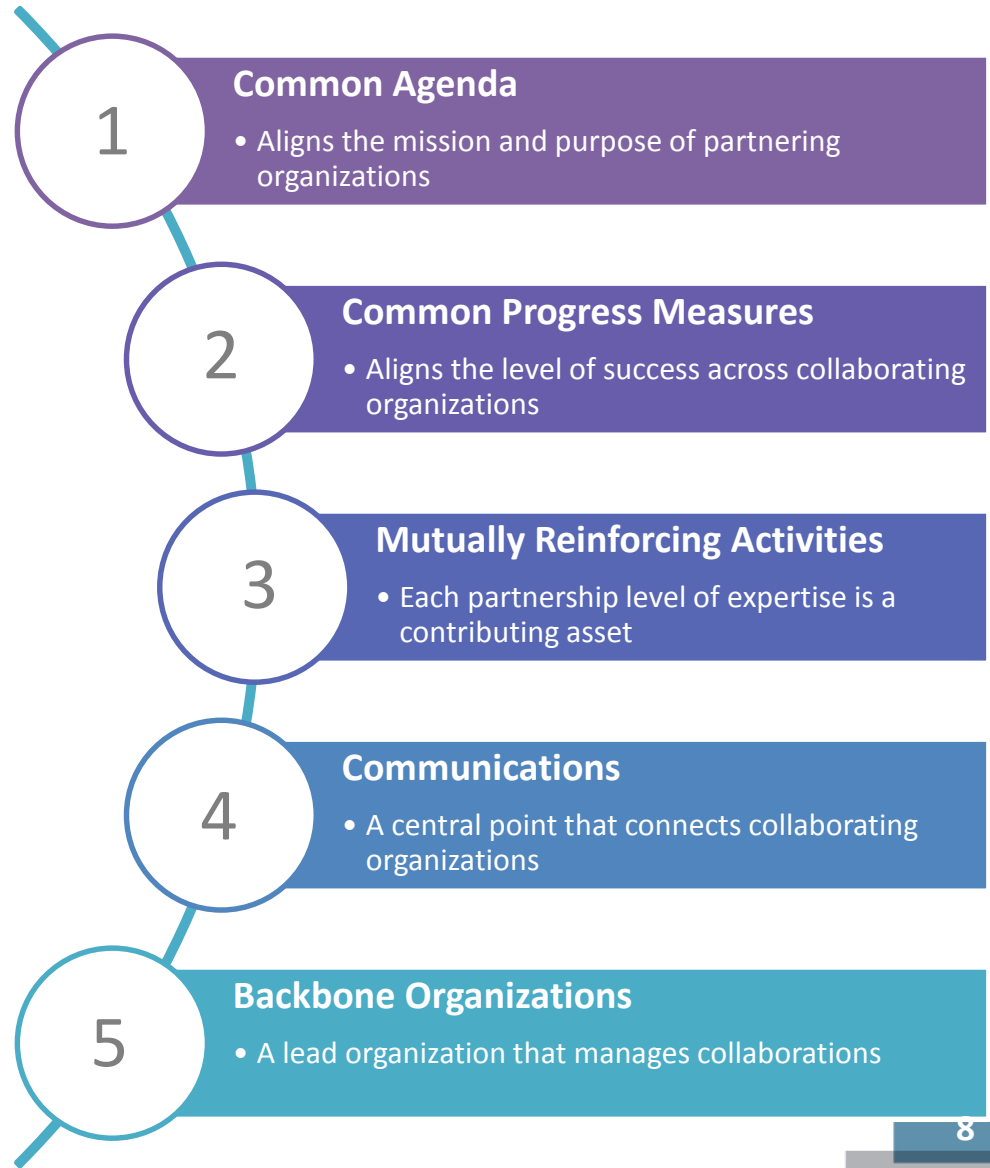 1
Common Agenda
• Aligns the mission and purpose of partnering
organizations
2
Common Progress Measures
• Aligns the level of success across collaborating
organizations
3
Mutually Reinforcing Activities
• Each partnership level of expertise is a
contributing asset
4
Communications
• A central point that connects collaborating
organizations
5
Backbone Organizations
• A lead organization that manages collaborations
8